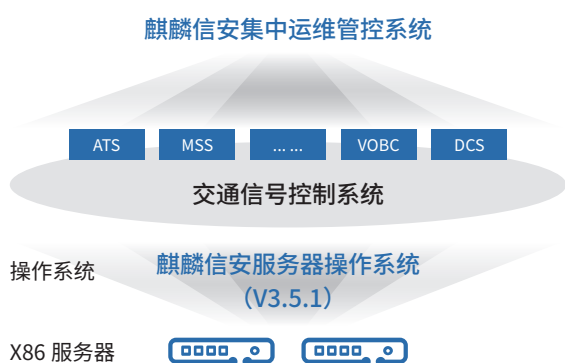 麒麟信安集中运维管控系统
ATS MSS ... ... VOBC DCS
交通信号控制系统
操作系统 麒麟信安服务器操作系统
（V3.5.1）
X86 服务器